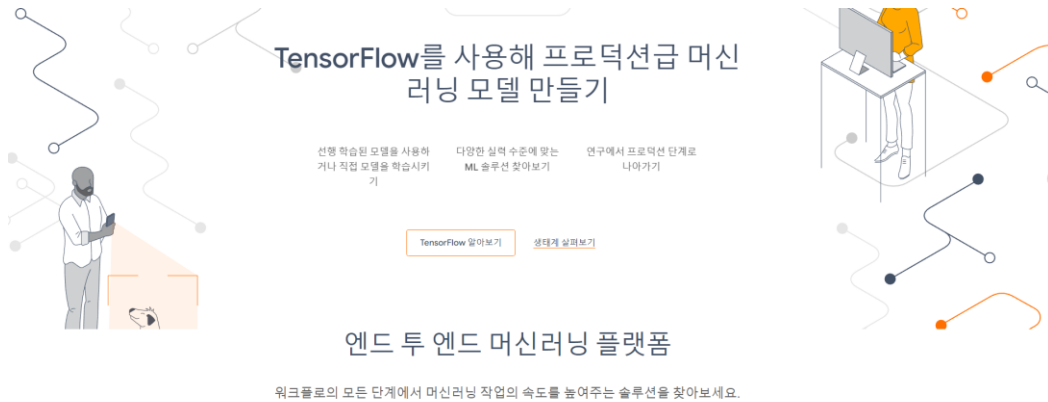 TensorFlow를 사용해 프로덕션급 머신
러닝 모델 만들기
선행 학습된 모델을 사용하
거나 직접 모델을 학습시키
기
다양한 실력 수준에 맞는
ML 솔루션 찾아보기
연구에서 프로덕션 단계로
나아가기
TensorFlow 알아보기
생태계 살펴보기
엔드 투 엔드 머신러닝 플랫폼
워크플로의 모든 단계에서 머신러닝 작업의 속도를 높여주는 솔루션을 찾아보세요.